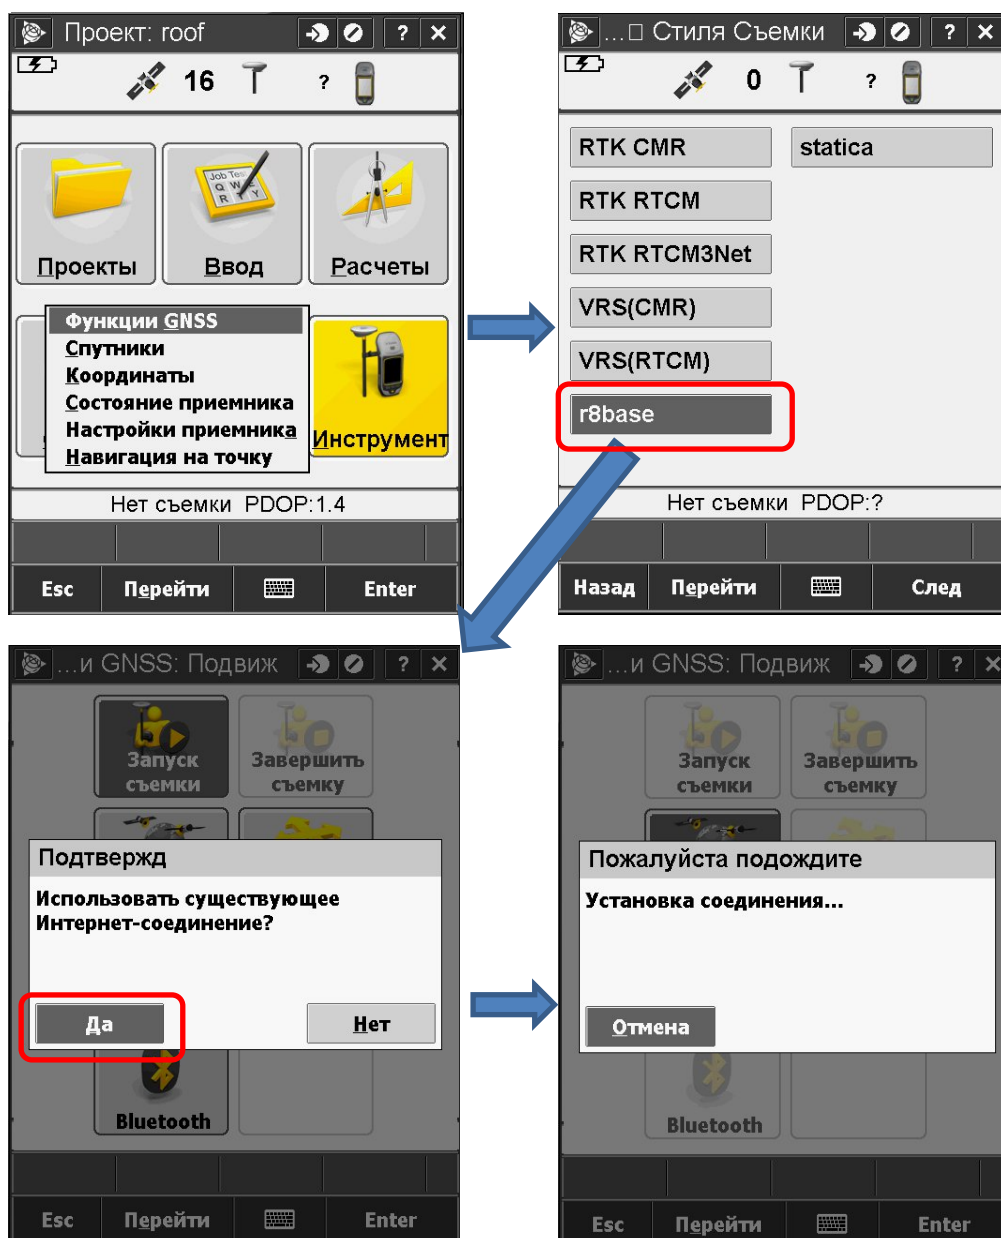 Проект: roof
? ×
16
?
Job Te
Q W E
R T Y
Проекты
Ввод
Расчеты
Функции GNSS
Спутники
Координаты
Состояние приемника
Настройки приемника
Навигация на точку
Инструмент
Нет съемки PDOP:1.4
Esc
Перейти
Enter
...□ Стиля Съемки
? ×
0
?
RTK CMR
statica
RTK RTCM
RTK RTCM3Net
VRS(CMR)
VRS(RTCM)
r8base
Нет съемки PDOP:?
Назад
Перейти
След
...и GNSS: Подвиж
? ×
Запуск
съемки
Завершить
съемку
Подтвержд
Использовать существующее
Интернет-соединение?
Да
Нет
Bluetooth
Esc
Перейти
Enter
...и GNSS: Подвиж
? ×
Запуск
съемки
Завершить
съемку
Пожалуйста подождите
Установка соединения...
Отмена
Bluetooth
Esc
Перейти
Enter